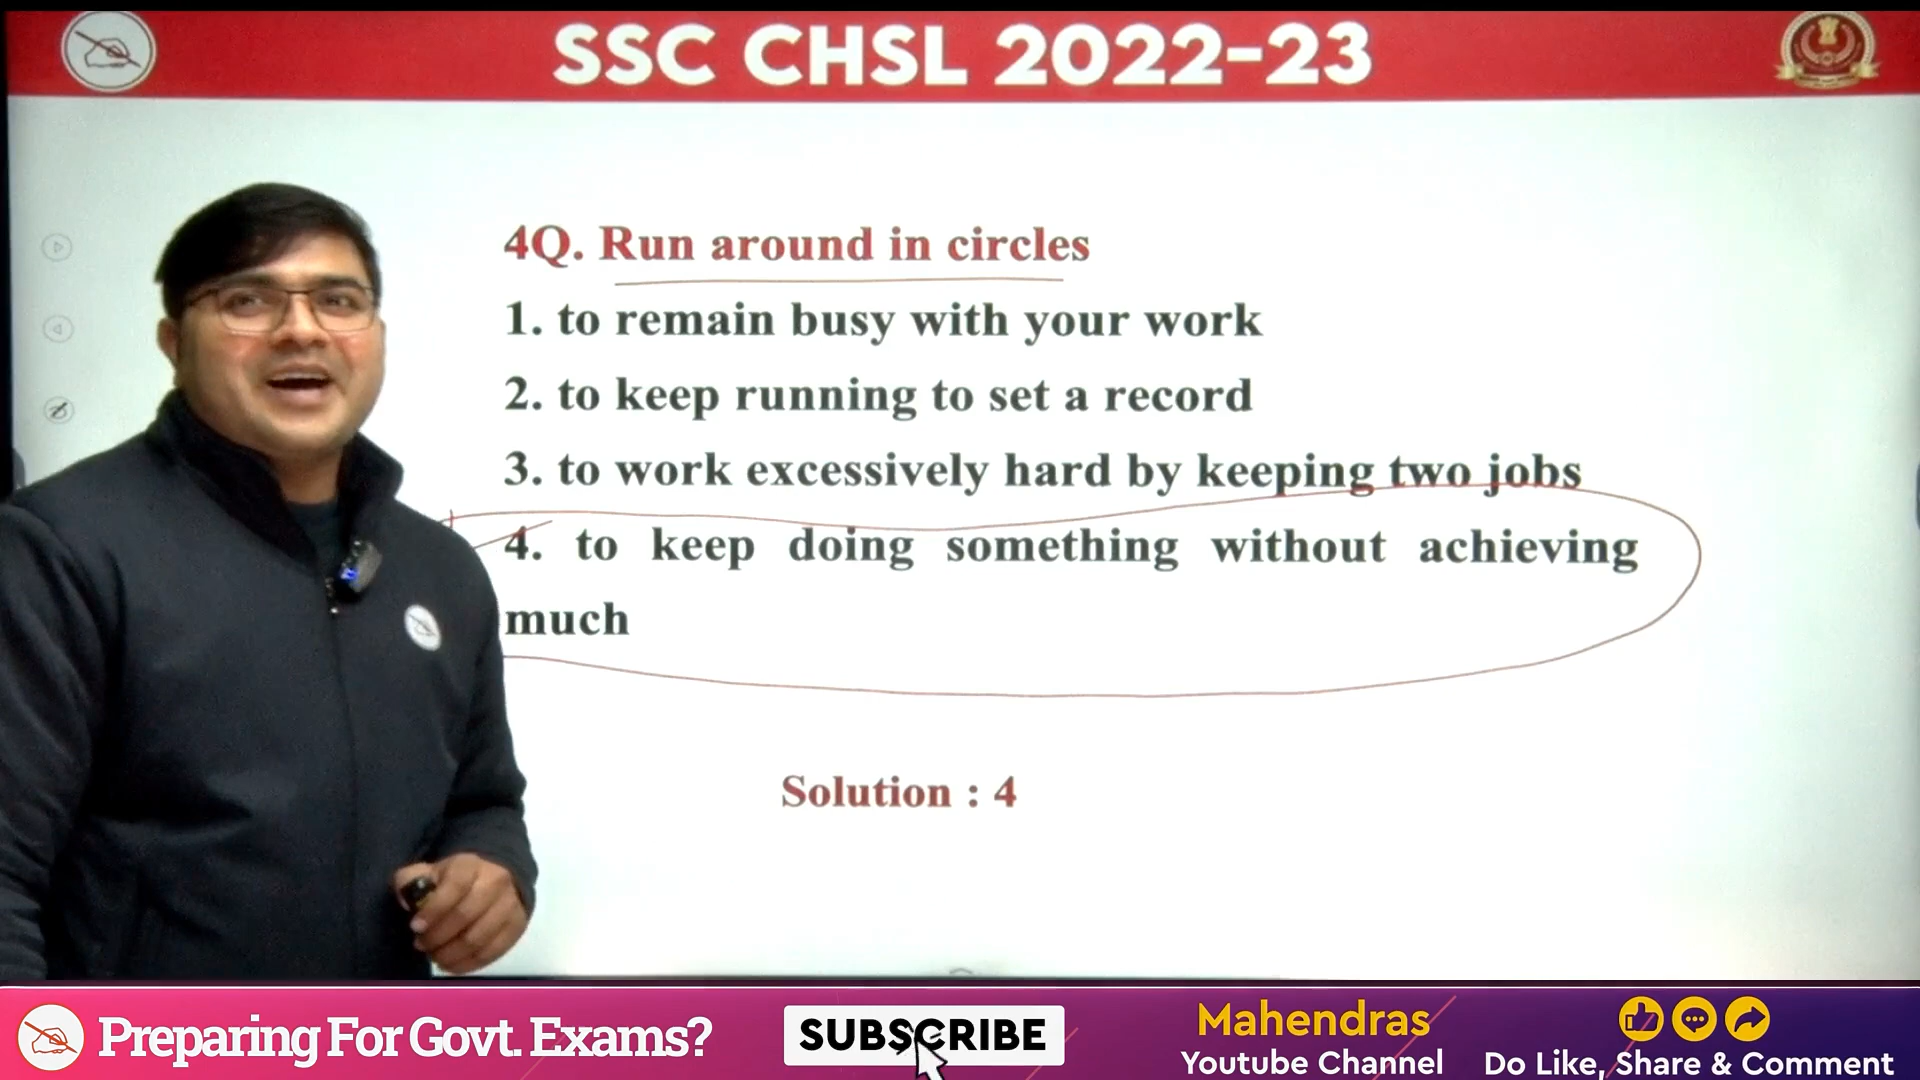 SSC CHSL 2022-23
4Q. Run around in circles
1. to remain busy with your work
2. to keep running to set a record
3. to work excessively hard by keeping two jobs
4. to keep doing something without achieving
much
Solution : 4
Preparing For Govt. Exams?
SUBSCRIBE
Mahendras
Youtube Channel
Do Like, Share & Comment